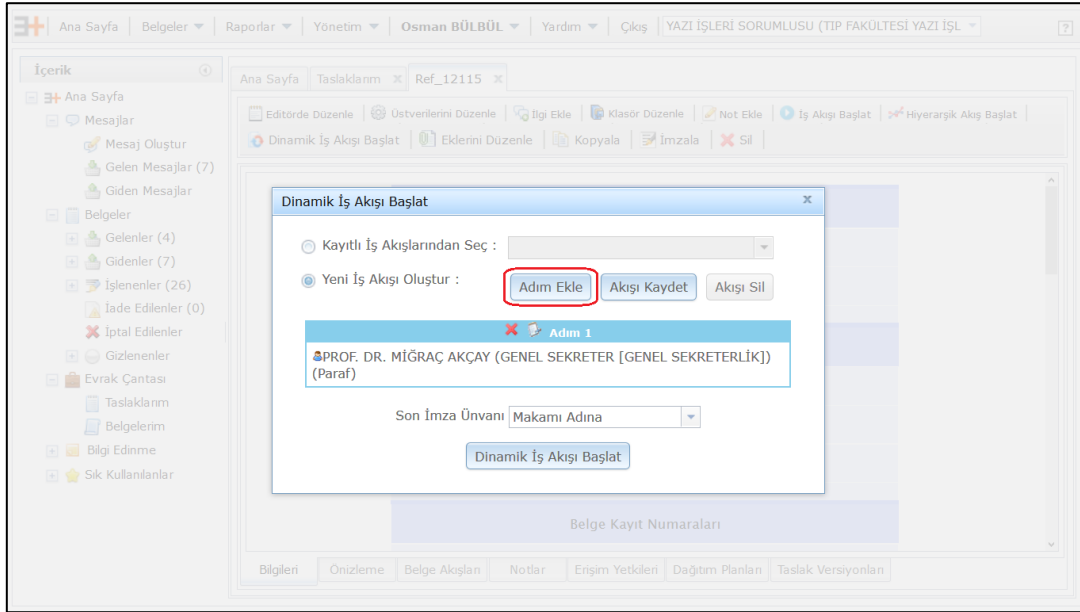 Ana Sayfa Belgeler Raporlar Yönetim Osman BÜLBÜL Yardım Çıkış YAZI İŞLERİ SORUMLUSU (TIP FAKÜLTESİ YAZI İŞL ?
İçerik
Ana Sayfa
Mesajlar
Mesaj Oluştur
Gelen Mesajlar (7)
Giden Mesajlar
Belgeler
Gelenler (4)
Gidenler (7)
İşlenenler (26)
İade Edilenler (0)
İptal Edilenler
Gizlenenler
Evrak Çantası
Taslaklarım
Belgelerim
Bilgi Edinme
Sık Kullanılanlar
Ana Sayfa Taslaklarım x Ref_12115 x
Editörde Düzenle Üstverilerini Düzenle İlgi Ekle Klasör Düzenle Not Ekle İş Akışı Başlat Hiyerarşik Akış Başlat
Dinamik İş Akışı Başlat Eklerini Düzenle Kopyala İmzala Sil
Dinamik İş Akışı Başlat x
Kayıtlı İş Akışlarından Seç :
Yeni İş Akışı Oluştur : Adım Ekle Akışı Kaydet Akışı Sil
Adım 1
PROF. DR. MİĞRAÇ AKÇAY (GENEL SEKRETER [GENEL SEKRETERLİK])
(Paraf)
Son İmza Ünvanı Makamı Adına
Dinamik İş Akışı Başlat
Belge Kayıt Numaraları
Bilgileri Önizleme Belge Akışları Notlar Erişim Yetkileri Dağıtım Planları Taslak Versiyonları